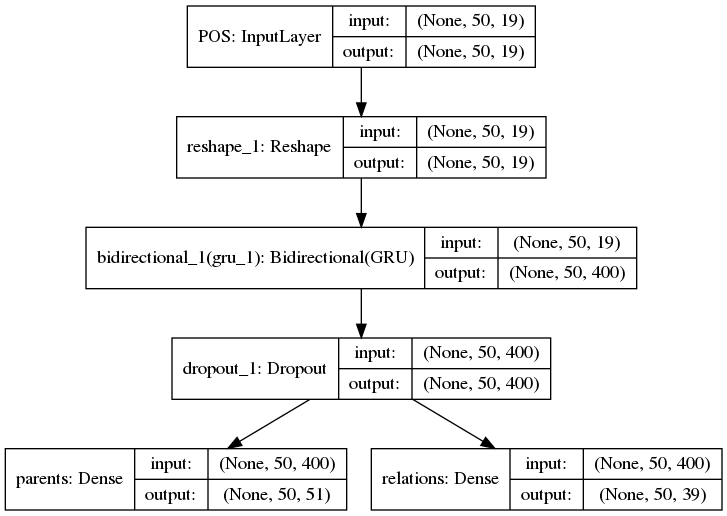 POS: InputLayer
input: (None, 50, 19)
output: (None, 50, 19)
reshape_1: Reshape
input: (None, 50, 19)
output: (None, 50, 19)
bidirectional_1(gru_1): Bidirectional(GRU)
input: (None, 50, 19)
output: (None, 50, 400)
dropout_1: Dropout
input: (None, 50, 400)
output: (None, 50, 400)
parents: Dense
input: (None, 50, 400)
output: (None, 50, 51)
relations: Dense
input: (None, 50, 400)
output: (None, 50, 39)